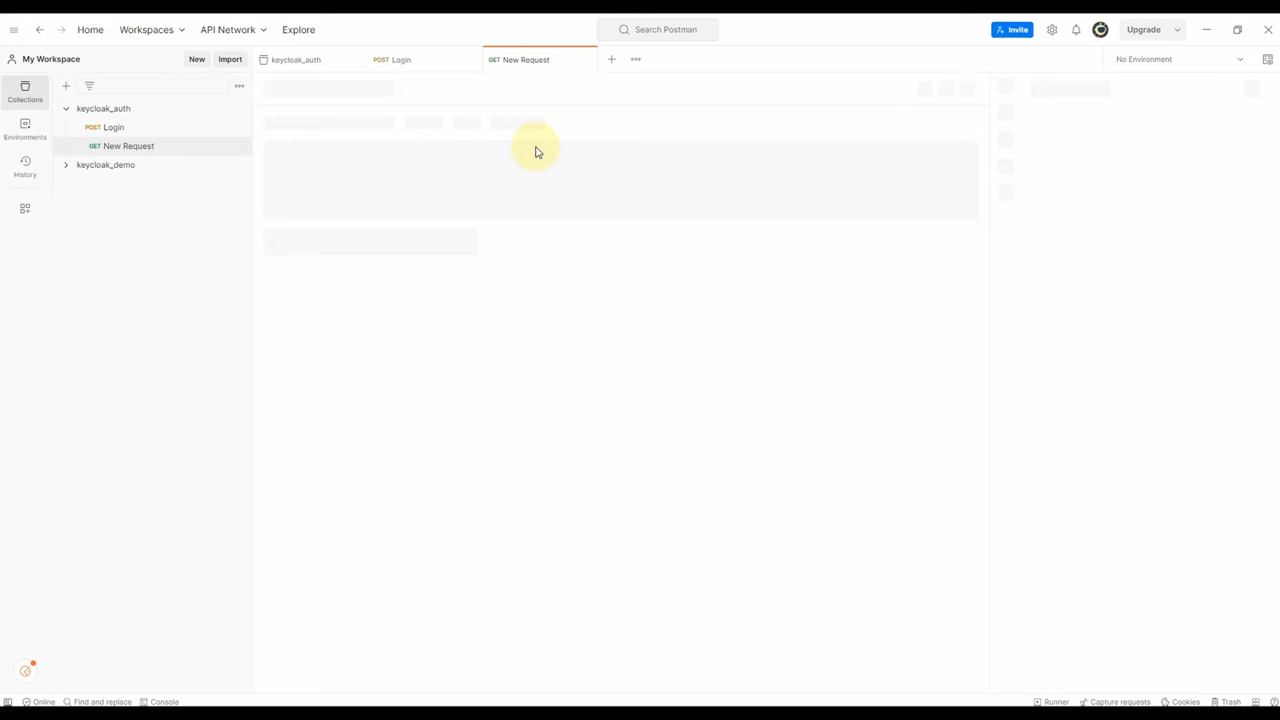 Home Workspaces API Network Explore Search Postman Invite Upgrade
My Workspace New Import keycloak_auth POST Login GET New Request No Environment
Collections
Environments
History
keycloak_auth
POST Login
GET New Request
keycloak_demo
Online Find and replace Console Runner Capture requests Cookies Trash